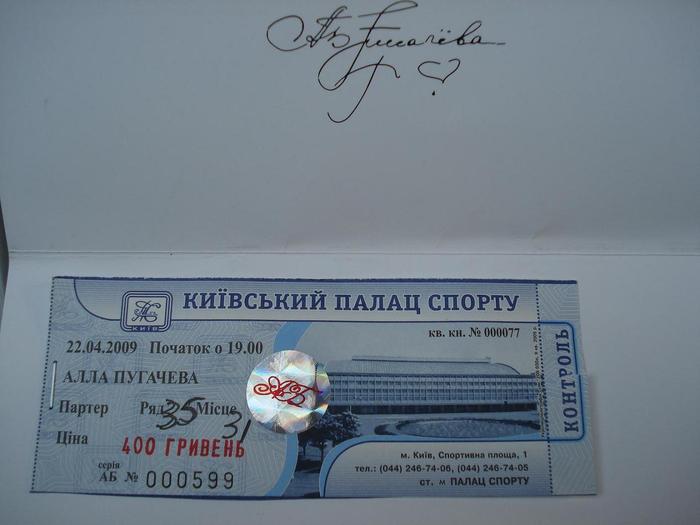 КИЇВСЬКИЙ ПАЛАЦ СПОРТУ
КИЇВ
22.04.2009 Початок о 19.00
кв. кн. № 000077
АЛЛА ПУГАЧЕВА
Партер Ряд 35 Місце 31
Ціна 400 ГРИВЕНЬ
серія
АБ № 000599
м. Київ, Спортивна площа, 1
тел.: (044) 246-74-06, (044) 246-74-05
ст. м ПАЛАЦ СПОРТУ
КОНТРОЛЬ